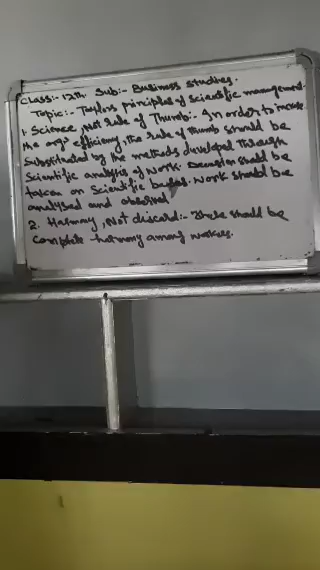 Class:- 12th. Sub:- Business studies.
Topic:- Taylors principles of scientific management.
1. Science, Not Rule of Thumb:- In order to increase
the org's efficiency, the Rule of thumb should be
substituted by the methods developed through
Scientific analysis of work. Decision should be
taken on Scientific basis. Work should be
analysed and observed
2. Harmony, Not discord:- There should be
complete harmony among workers.